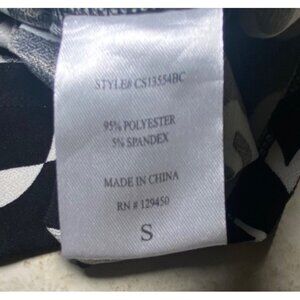 STYLE# CS13554BC
95% POLYESTER
5% SPANDEX
MADE IN CHINA
RN # 129450
S